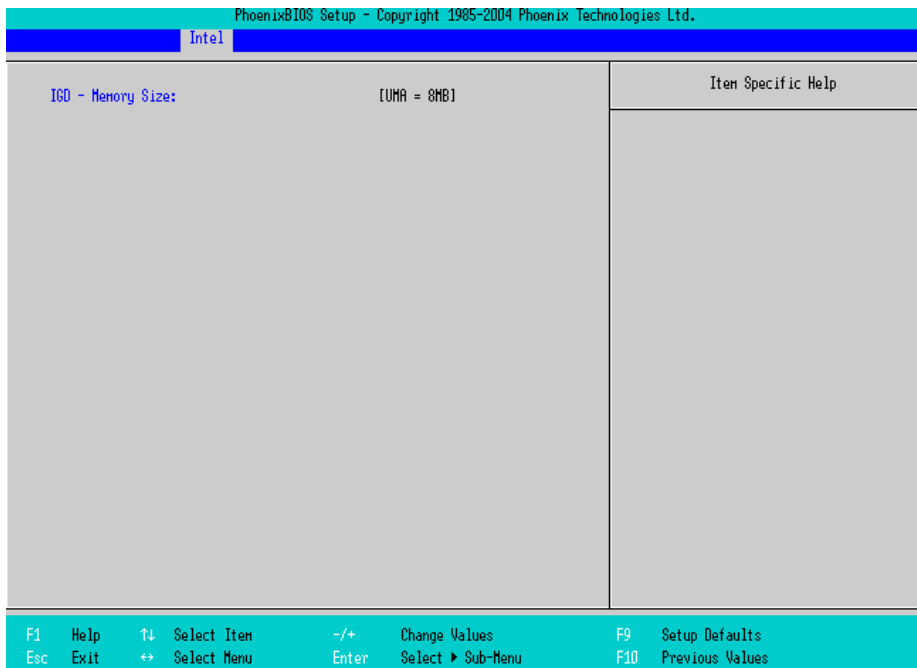 PhoenixBIOS Setup - Copyright 1985-2004 Phoenix Technologies Ltd.
Intel
IGD - Memory Size: [UMA = 8MB]
Item Specific Help
F1 Help ↑↓ Select Item -/+ Change Values F9 Setup Defaults
Esc Exit ↔ Select Menu Enter Select ▶ Sub-Menu F10 Previous Values